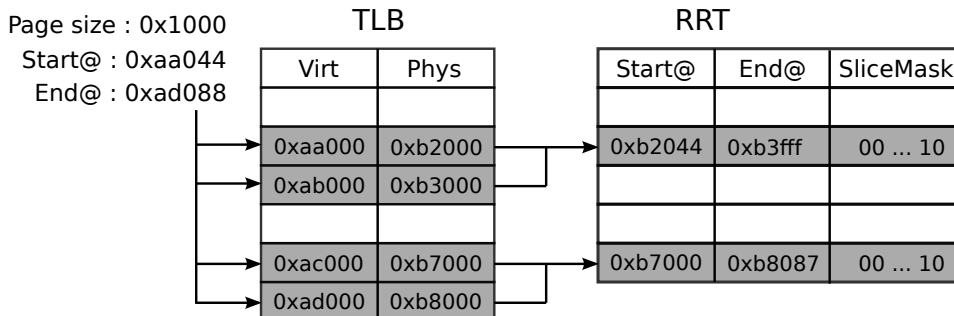 Page size : 0x1000
Start@ : 0xaa044
End@ : 0xad088
TLB
Virt Phys
0xaa000 0xb2000
0xab000 0xb3000
0xac000 0xb7000
0xad000 0xb8000
RRT
Start@ End@ SliceMask
0xb2044 0xb3fff 00 ... 10
0xb7000 0xb8087 00 ... 10